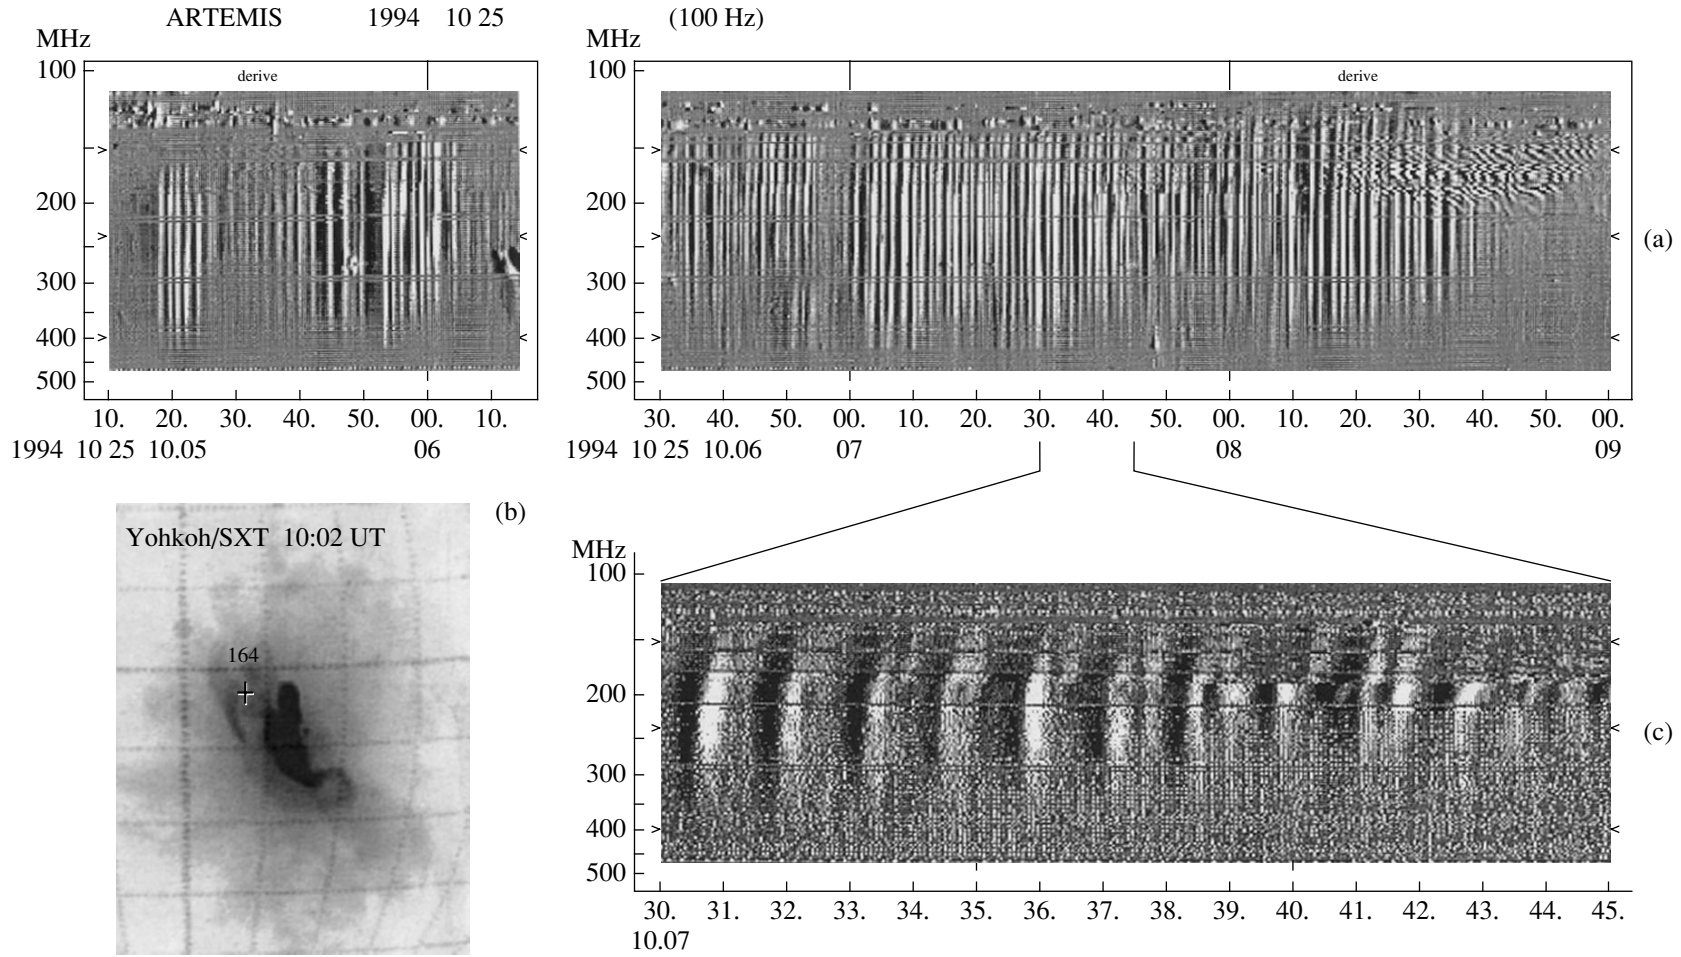 ARTEMIS 1994 10 25 (100 Hz)
MHz
100
200
300
400
500
derive
10. 20. 30. 40. 50. 00. 10.
1994 10 25 10.05 06
MHz
100
200
300
400
500
derive
30. 40. 50. 00. 10. 20. 30. 40. 50. 00. 10. 20. 30. 40. 50. 00.
1994 10 25 10.06 07 08 09
(a)
(b)
Yohkoh/SXT 10:02 UT
164
MHz
100
200
300
400
500
(c)
30. 31. 32. 33. 34. 35. 36. 37. 38. 39. 40. 41. 42. 43. 44. 45.
10.07